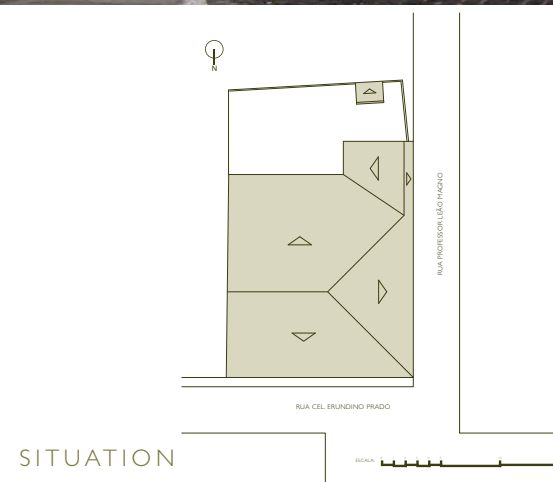 N
RUA PROFESSOR LEÃO MAGNO
RUA CEL. ERUNDINO PRADO
SITUATION
ESCALA: